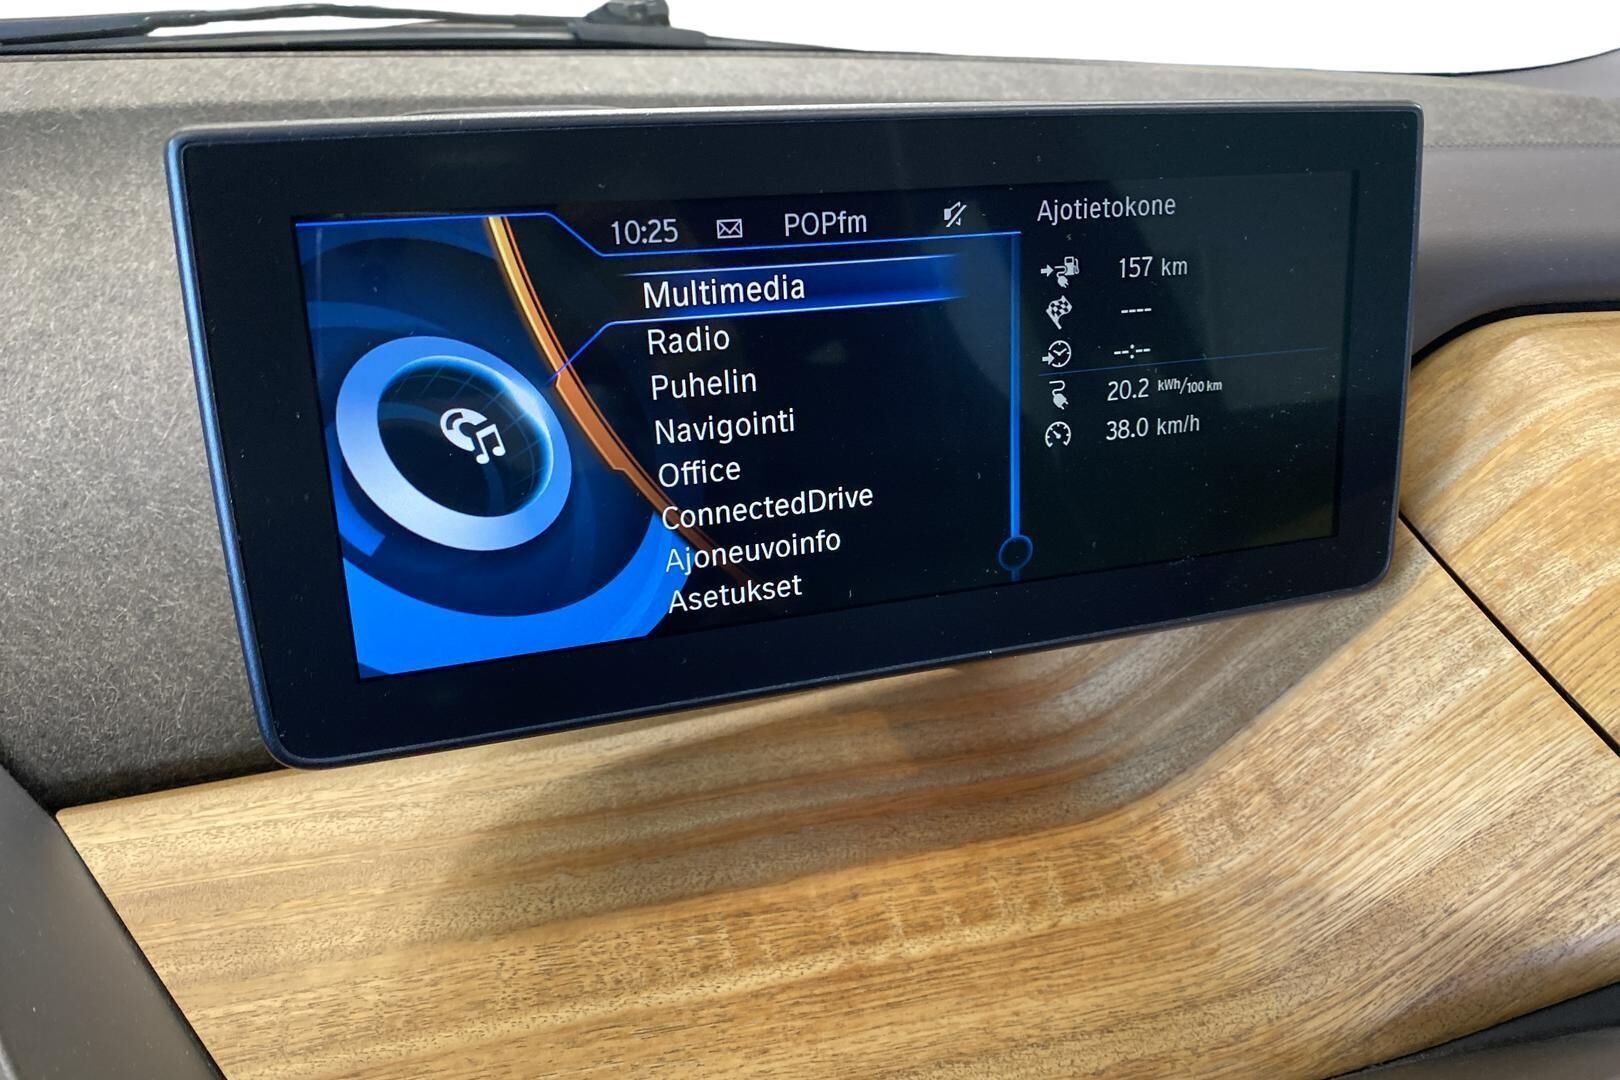 10:25 POPfm
Multimedia
Radio
Puhelin
Navigointi
Office
ConnectedDrive
Ajoneuvoinfo
Asetukset
Ajotietokone
157 km
----
--:--
20.2 kWh/100 km
38.0 km/h